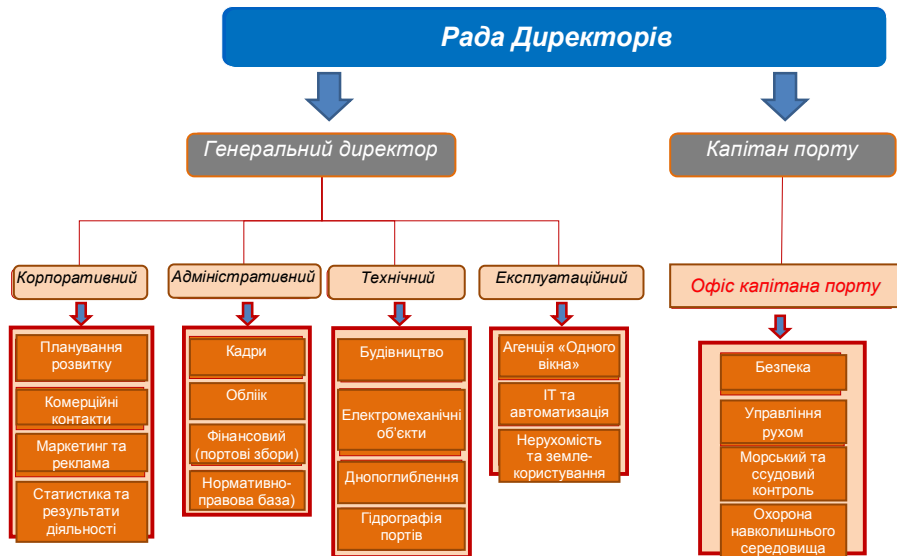 Рада Директорів
Генеральний директор
Капітан порту
Корпоративний
Адміністративний
Технічний
Експлуатаційний
Офіс капітана порту
Планування
розвитку
Комерційні
контакти
Маркетинг та
реклама
Статистика та
результати
діяльності
Кадри
Обліік
Фінансовий
(портові збори)
Нормативно-
правова база)
Будівництво
Електромеханічні
об’єкти
Днопоглиблення
Гідрографія
портів
Агенція «Одного
вікна»
ІТ та
автоматизація
Нерухомість
та земле-
користування
Безпека
Управління
рухом
Морський та
ссудовий
контроль
Охорона
навколишнього
середовища